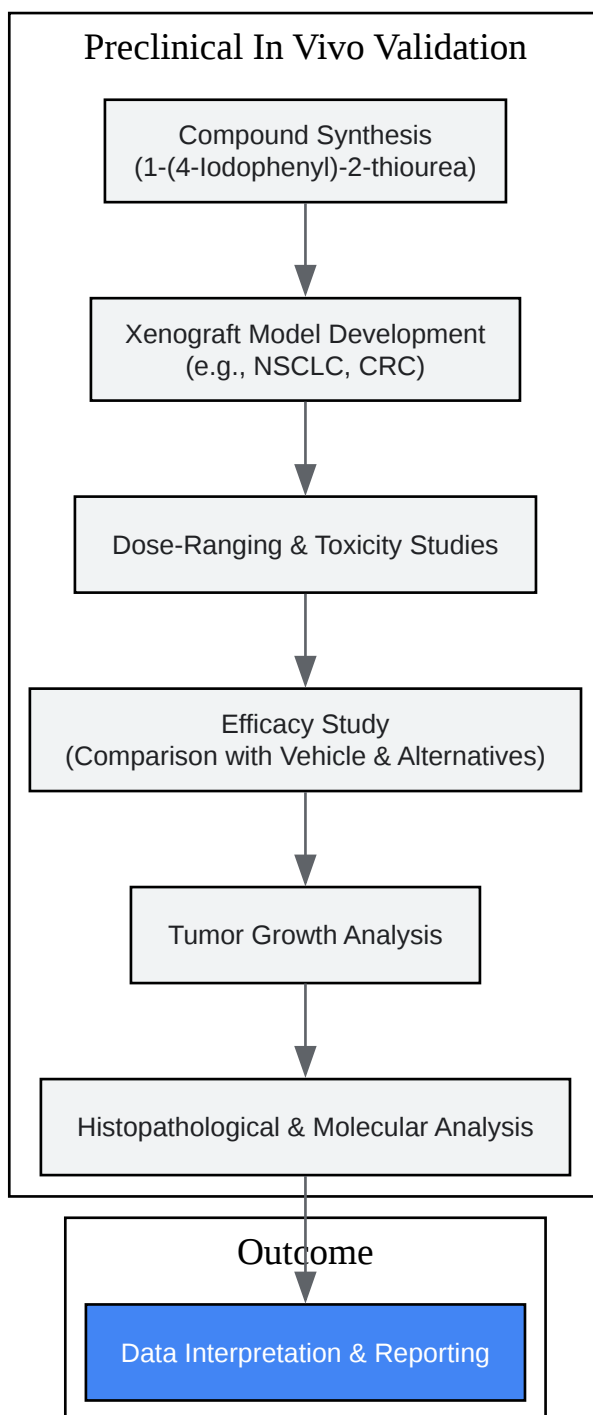 Preclinical In Vivo Validation
Compound Synthesis
(1-(4-Iodophenyl)-2-thiourea)
Xenograft Model Development
(e.g., NSCLC, CRC)
Dose-Ranging & Toxicity Studies
Efficacy Study
(Comparison with Vehicle & Alternatives)
Tumor Growth Analysis
Histopathological & Molecular Analysis
Outcome
Data Interpretation & Reporting